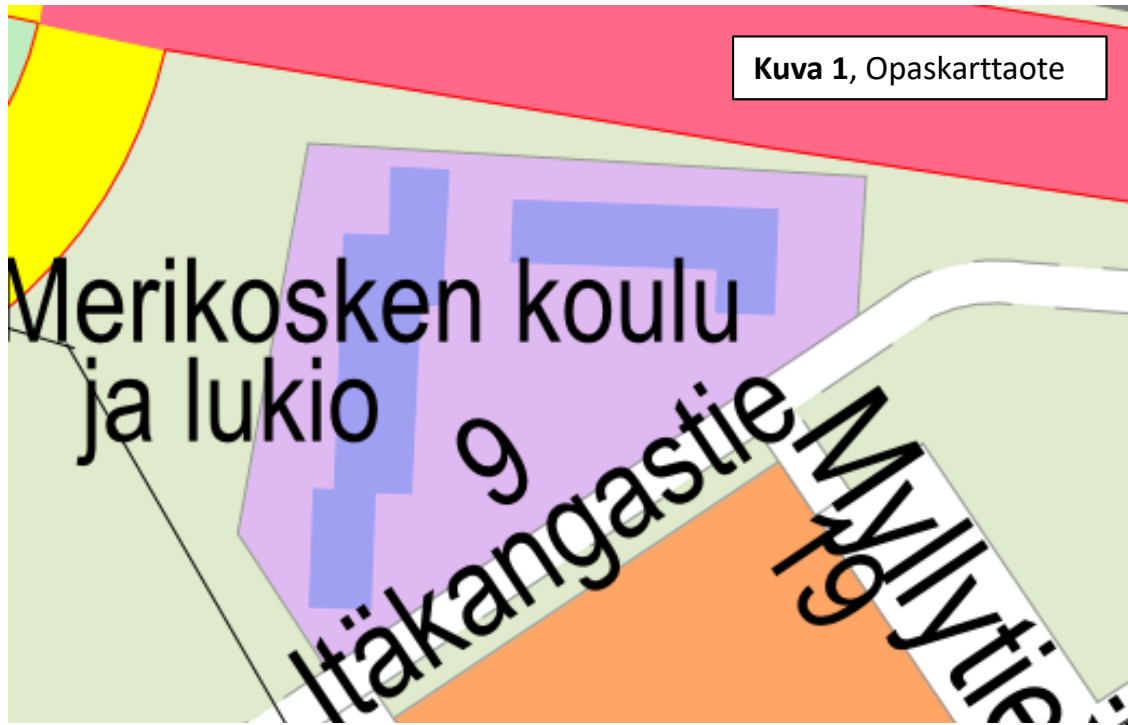 Kuva 1, Opaskarttaote
Merikosken koulu
ja lukio
9
Itäkangastie
Myllytie
19